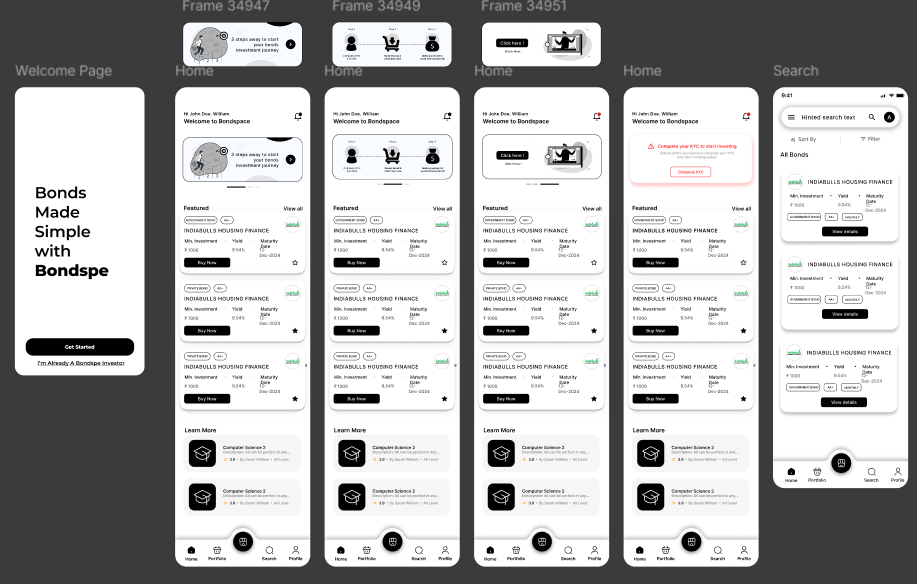 Frame 34947
3 steps away to start
your bonds
investment journey
Frame 34949
Step 1
Step 2
Step 3
Frame 34951
Click here !
Welcome Page
Bonds
Made
Simple
with
Bondspe
Get Started
I'm Already A Bondspe Investor
Home
Hi John Doe. William
Welcome to Bondspace
3 steps away to start
your bonds
investment journey
Featured
View all
GOVERNMENT BOND
AA+
INDIABULLS HOUSING FINANCE
Min. Investment
Yield
Maturity Date
₹ 1000
9.54%
12-Dec-2024
Buy Now
PRIVATE BOND
AA+
INDIABULLS HOUSING FINANCE
Min. Investment
Yield
Maturity Date
₹ 1000
9.54%
12-Dec-2024
Buy Now
PRIVATE BOND
AA+
INDIABULLS HOUSING FINANCE
Min. Investment
Yield
Maturity Date
₹ 1000
9.54%
12-Dec-2024
Buy Now
Learn More
Computer Science 2
Description: All can be perfect in any...
3.9 • By Sarah William • All Level
Computer Science 2
Description: All can be perfect in any...
3.9 • By Sarah William • All Level
Home
Portfolio
Search
Profile
Home
Hi John Doe. William
Welcome to Bondspace
Step 1
Step 2
Step 3
Featured
View all
GOVERNMENT BOND
AA+
INDIABULLS HOUSING FINANCE
Min. Investment
Yield
Maturity Date
₹ 1000
9.54%
12-Dec-2024
Buy Now
PRIVATE BOND
AA+
INDIABULLS HOUSING FINANCE
Min. Investment
Yield
Maturity Date
₹ 1000
9.54%
12-Dec-2024
Buy Now
PRIVATE BOND
AA+
INDIABULLS HOUSING FINANCE
Min. Investment
Yield
Maturity Date
₹ 1000
9.54%
12-Dec-2024
Buy Now
Learn More
Computer Science 2
Description: All can be perfect in any...
3.9 • By Sarah William • All Level
Computer Science 2
Description: All can be perfect in any...
3.9 • By Sarah William • All Level
Home
Portfolio
Search
Profile
Home
Hi John Doe. William
Welcome to Bondspace
Click here !
Featured
View all
GOVERNMENT BOND
AA+
INDIABULLS HOUSING FINANCE
Min. Investment
Yield
Maturity Date
₹ 1000
9.54%
12-Dec-2024
Buy Now
PRIVATE BOND
AA+
INDIABULLS HOUSING FINANCE
Min. Investment
Yield
Maturity Date
₹ 1000
9.54%
12-Dec-2024
Buy Now
PRIVATE BOND
AA+
INDIABULLS HOUSING FINANCE
Min. Investment
Yield
Maturity Date
₹ 1000
9.54%
12-Dec-2024
Buy Now
Learn More
Computer Science 2
Description: All can be perfect in any...
3.9 • By Sarah William • All Level
Computer Science 2
Description: All can be perfect in any...
3.9 • By Sarah William • All Level
Home
Portfolio
Search
Profile
Home
Hi John Doe. William
Welcome to Bondspace
Complete your KYC to start investing
Complete KYC
Featured
View all
GOVERNMENT BOND
AA+
INDIABULLS HOUSING FINANCE
Min. Investment
Yield
Maturity Date
₹ 1000
9.54%
12-Dec-2024
Buy Now
PRIVATE BOND
AA+
INDIABULLS HOUSING FINANCE
Min. Investment
Yield
Maturity Date
₹ 1000
9.54%
12-Dec-2024
Buy Now
PRIVATE BOND
AA+
INDIABULLS HOUSING FINANCE
Min. Investment
Yield
Maturity Date
₹ 1000
9.54%
12-Dec-2024
Buy Now
Learn More
Computer Science 2
Description: All can be perfect in any...
3.9 • By Sarah William • All Level
Computer Science 2
Description: All can be perfect in any...
3.9 • By Sarah William • All Level
Home
Portfolio
Search
Profile
Search
9:41
Hinted search text
A
Sort By
Filter
All Bonds
INDIABULLS HOUSING FINANCE
Min. Investment • Yield • Maturity Date
₹ 1000
9.54%
12-Dec-2024
GOVERNMENT BOND
AA+
MONTHLY
View details
INDIABULLS HOUSING FINANCE
Min. Investment • Yield • Maturity Date
₹ 1000
9.54%
12-Dec-2024
GOVERNMENT BOND
AA+
MONTHLY
View details
INDIABULLS HOUSING FINANCE
Min. Investment • Yield • Maturity Date
₹ 1000
9.54%
12-Dec-2024
GOVERNMENT BOND
AA+
MONTHLY
View details
Home
Portfolio
Search
Profile